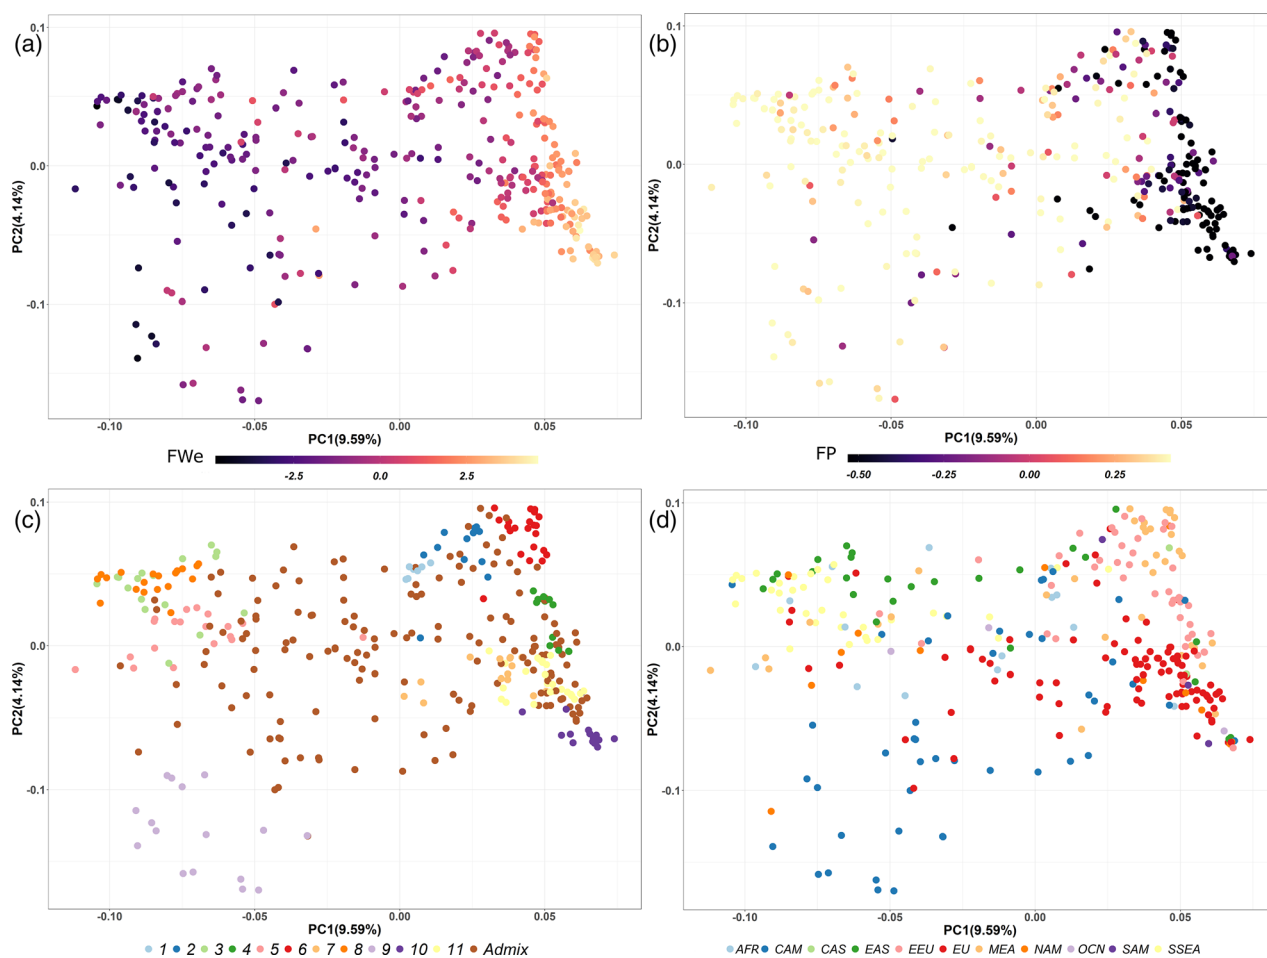 (a)
0.1
0.0
-0.1
PC2(4.14%)
-0.10 -0.05 0.00 0.05
PC1(9.59%)
FWe
-2.5 0.0 2.5
(b)
0.1
0.0
-0.1
PC2(4.14%)
-0.10 -0.05 0.00 0.05
PC1(9.59%)
FP
-0.50 -0.25 0.00 0.25
(c)
0.1
0.0
-0.1
PC2(4.14%)
-0.10 -0.05 0.00 0.05
PC1(9.59%)
1 2 3 4 5 6 7 8 9 10 11 Admix
(d)
0.1
0.0
-0.1
PC2(4.14%)
-0.10 -0.05 0.00 0.05
PC1(9.59%)
AFR CAM CAS EAS EEU EU MEA NAM OCN SAM SSEA